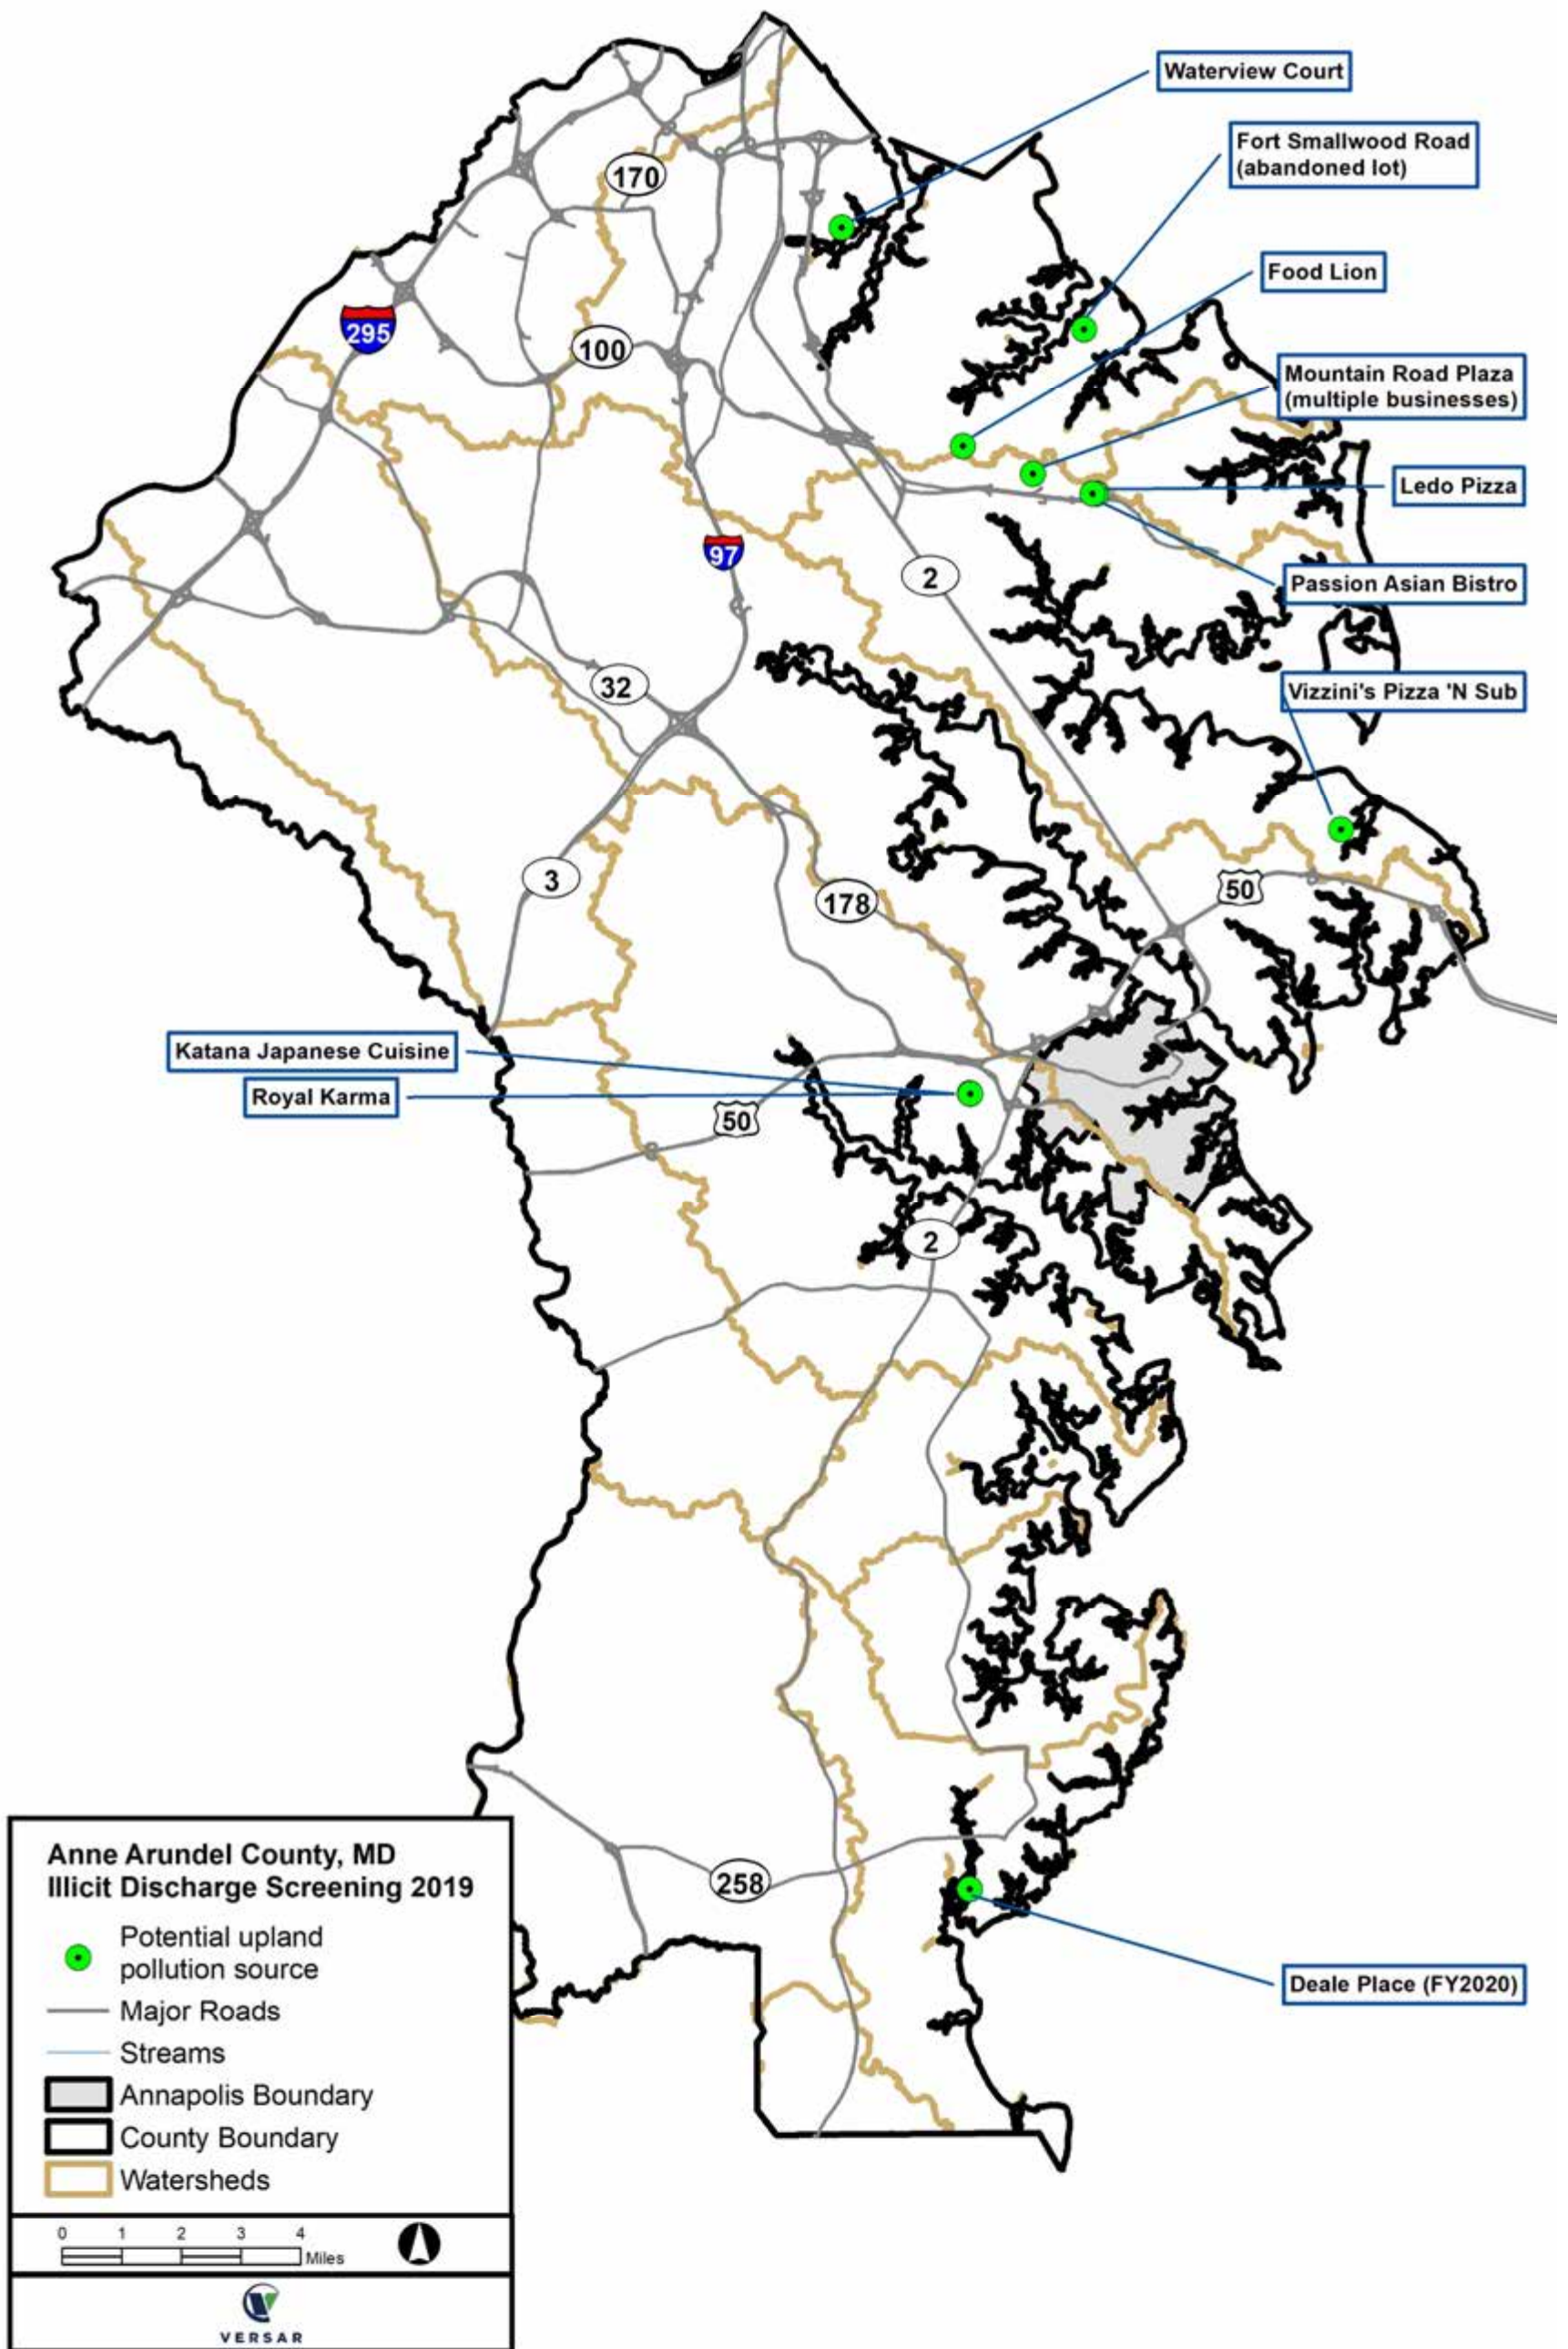 Waterview Court
Fort Smallwood Road
(abandoned lot)
170
Food Lion
295
100
Mountain Road Plaza
(multiple businesses)
Ledo Pizza
97
2
Passion Asian Bistro
32
Vizzini's Pizza 'N Sub
3
178
50
Katana Japanese Cuisine
Royal Karma
50
2
Anne Arundel County, MD
Illicit Discharge Screening 2019
258
Potential upland
pollution source
Deale Place (FY2020)
Major Roads
Streams
Annapolis Boundary
County Boundary
Watersheds
0 1 2 3 4
Miles
VERSAR